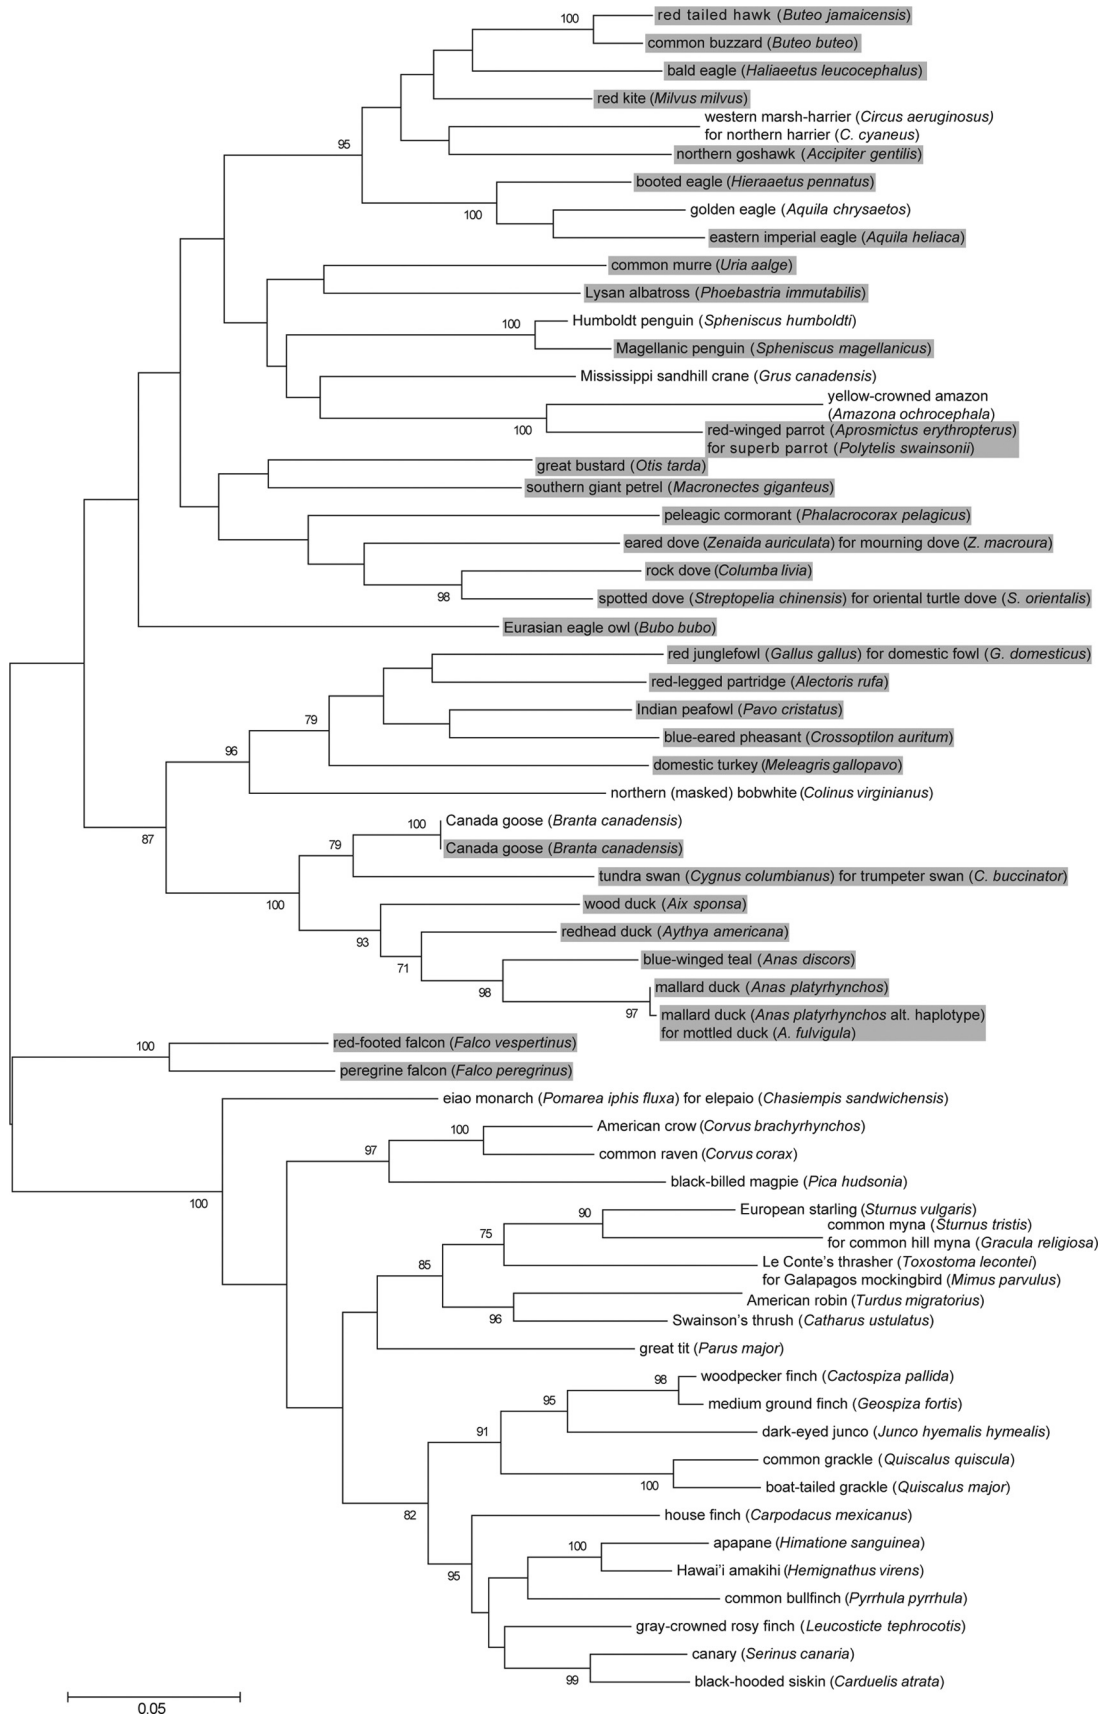 100
red tailed hawk (Buteo jamaicensis)
common buzzard (Buteo buteo)
bald eagle (Haliaeetus leucocephalus)
red kite (Milvus milvus)
western marsh-harrier (Circus aeruginosus)
for northern harrier (C. cyaneus)
95
northern goshawk (Accipiter gentilis)
booted eagle (Hieraaetus pennatus)
100
golden eagle (Aquila chrysaetos)
eastern imperial eagle (Aquila heliaca)
common murre (Uria aalge)
Lysan albatross (Phoebastria immutabilis)
100
Humboldt penguin (Spheniscus humboldti)
Magellanic penguin (Spheniscus magellanicus)
Mississippi sandhill crane (Grus canadensis)
yellow-crowned amazon
(Amazona ochrocephala)
100
red-winged parrot (Aprosmictus erythropterus)
for superb parrot (Polytelis swainsonii)
great bustard (Otis tarda)
southern giant petrel (Macronectes giganteus)
peleagic cormorant (Phalacrocorax pelagicus)
eared dove (Zenaida auriculata) for mourning dove (Z. macroura)
rock dove (Columba livia)
98
spotted dove (Streptopelia chinensis) for oriental turtle dove (S. orientalis)
Eurasian eagle owl (Bubo bubo)
red junglefowl (Gallus gallus) for domestic fowl (G. domesticus)
red-legged partridge (Alectoris rufa)
Indian peafowl (Pavo cristatus)
79
blue-eared pheasant (Crossoptilon auritum)
96
domestic turkey (Meleagris gallopavo)
northern (masked) bobwhite (Colinus virginianus)
100
Canada goose (Branta canadensis)
87
79
Canada goose (Branta canadensis)
tundra swan (Cygnus columbianus) for trumpeter swan (C. buccinator)
100
wood duck (Aix sponsa)
redhead duck (Aythya americana)
93
blue-winged teal (Anas discors)
71
mallard duck (Anas platyrhynchos)
98
97
mallard duck (Anas platyrhynchos alt. haplotype)
for mottled duck (A. fulvigula)
100
red-footed falcon (Falco vespertinus)
peregrine falcon (Falco peregrinus)
eiao monarch (Pomarea iphis fluxa) for elepaio (Chasiempis sandwichensis)
100
American crow (Corvus brachyrhynchos)
97
common raven (Corvus corax)
black-billed magpie (Pica hudsonia)
100
90
European starling (Sturnus vulgaris)
common myna (Sturnus tristis)
75
for common hill myna (Gracula religiosa)
85
Le Conte's thrasher (Toxostoma lecontei)
for Galapagos mockingbird (Mimus parvulus)
American robin (Turdus migratorius)
96
Swainson's thrush (Catharus ustulatus)
great tit (Parus major)
98
woodpecker finch (Cactospiza pallida)
95
medium ground finch (Geospiza fortis)
91
dark-eyed junco (Junco hyemalis hymealis)
common grackle (Quiscalus quiscula)
100
boat-tailed grackle (Quiscalus major)
82
house finch (Carpodacus mexicanus)
100
apapane (Himatione sanguinea)
95
Hawai'i amakihi (Hemignathus virens)
common bullfinch (Pyrrhula pyrrhula)
gray-crowned rosy finch (Leucosticte tephrocotis)
canary (Serinus canaria)
99
black-hooded siskin (Carduelis atrata)
0.05